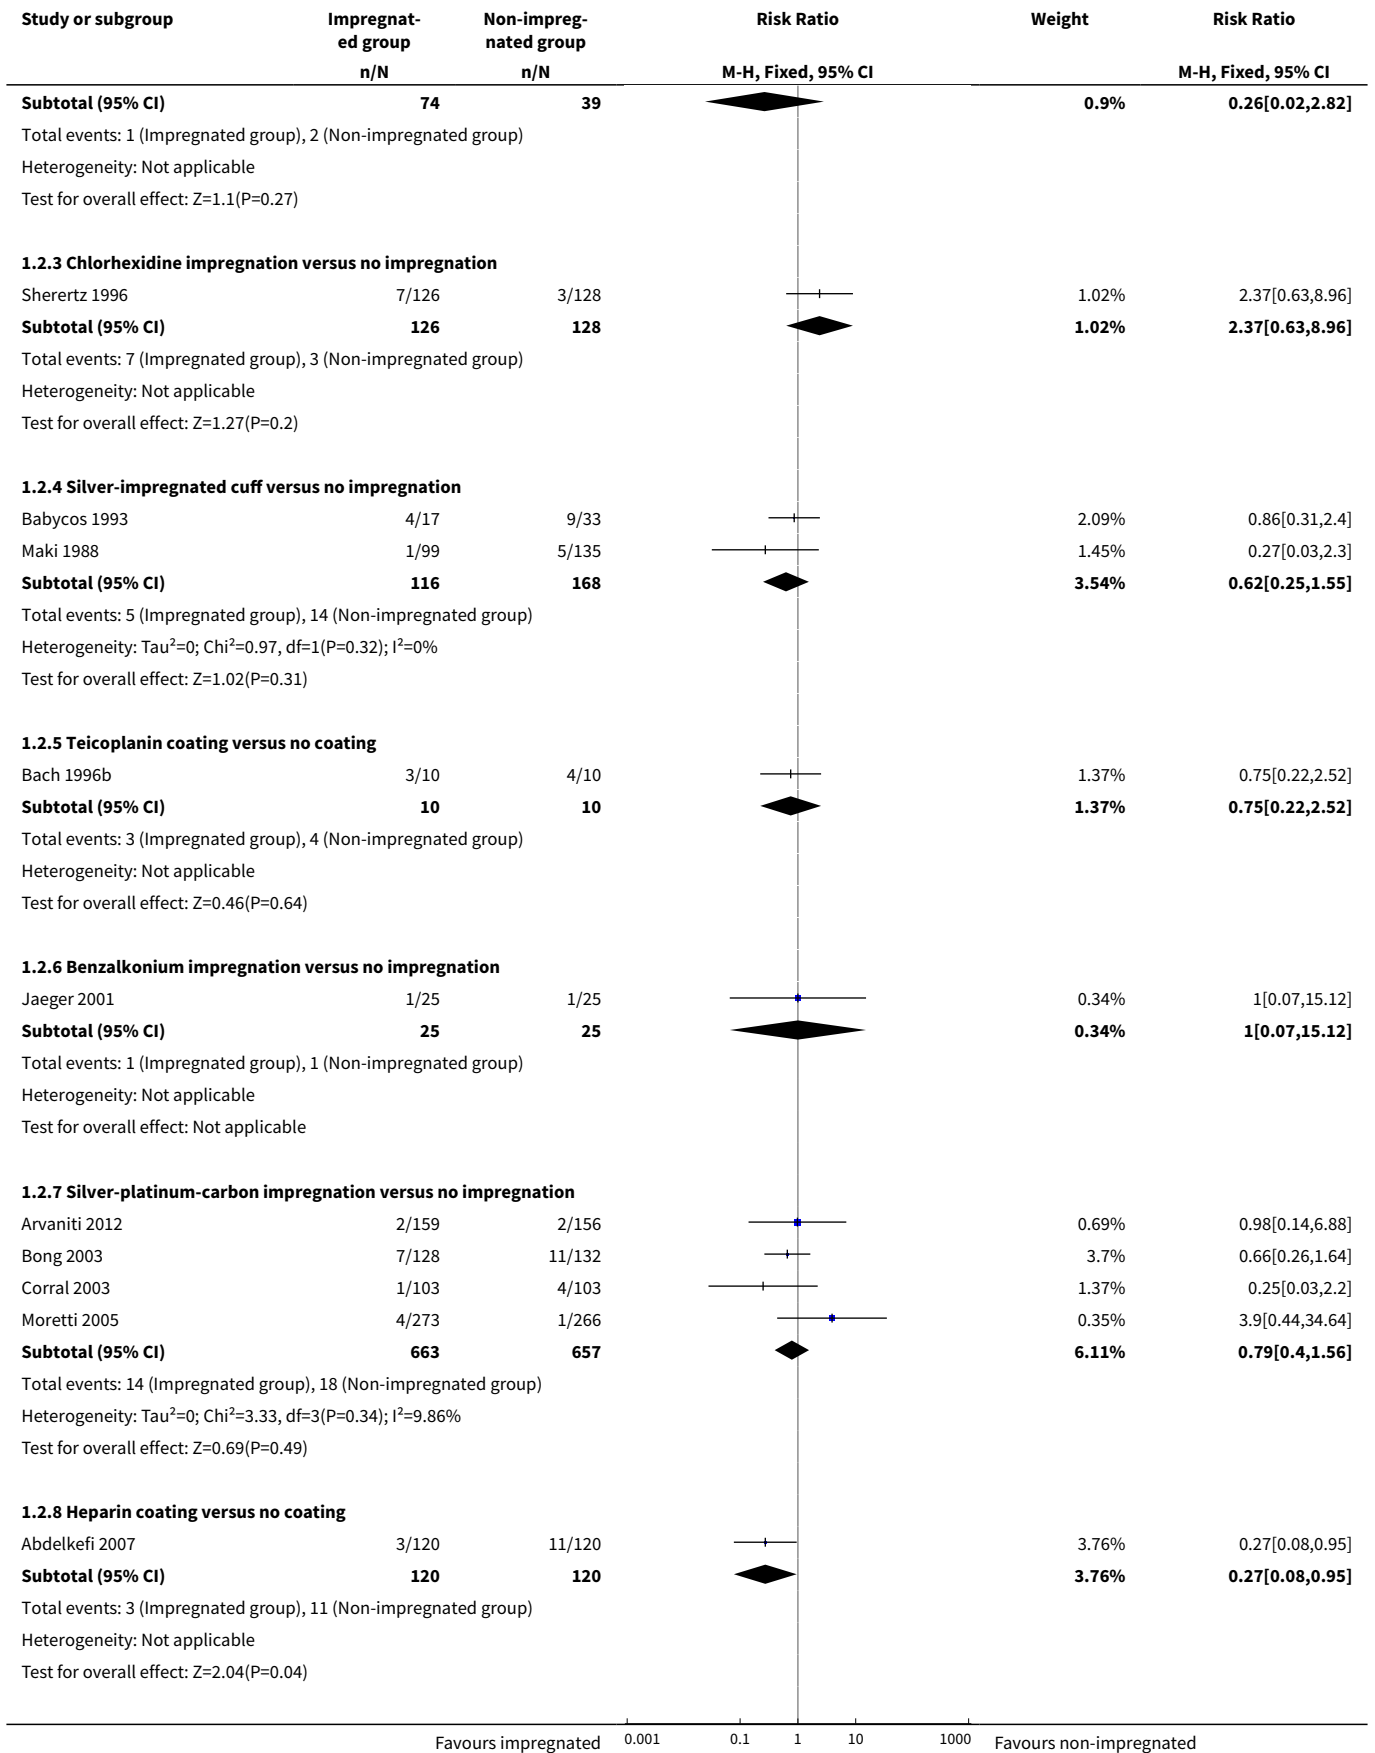 Study or subgroup Impregnat- Non-impreg- Risk Ratio Weight Risk Ratio
ed group nated group
n/N n/N M-H, Fixed, 95% CI M-H, Fixed, 95% CI
Subtotal (95% CI) 74 39 0.9% 0.26[0.02,2.82]
Total events: 1 (Impregnated group), 2 (Non-impregnated group)
Heterogeneity: Not applicable
Test for overall effect: Z=1.1(P=0.27)
1.2.3 Chlorhexidine impregnation versus no impregnation
Sherertz 1996 7/126 3/128 1.02% 2.37[0.63,8.96]
Subtotal (95% CI) 126 128 1.02% 2.37[0.63,8.96]
Total events: 7 (Impregnated group), 3 (Non-impregnated group)
Heterogeneity: Not applicable
Test for overall effect: Z=1.27(P=0.2)
1.2.4 Silver-impregnated cuff versus no impregnation
Babycos 1993 4/17 9/33 2.09% 0.86[0.31,2.4]
Maki 1988 1/99 5/135 1.45% 0.27[0.03,2.3]
Subtotal (95% CI) 116 168 3.54% 0.62[0.25,1.55]
Total events: 5 (Impregnated group), 14 (Non-impregnated group)
Heterogeneity: Tau²=0; Chi²=0.97, df=1(P=0.32); I²=0%
Test for overall effect: Z=1.02(P=0.31)
1.2.5 Teicoplanin coating versus no coating
Bach 1996b 3/10 4/10 1.37% 0.75[0.22,2.52]
Subtotal (95% CI) 10 10 1.37% 0.75[0.22,2.52]
Total events: 3 (Impregnated group), 4 (Non-impregnated group)
Heterogeneity: Not applicable
Test for overall effect: Z=0.46(P=0.64)
1.2.6 Benzalkonium impregnation versus no impregnation
Jaeger 2001 1/25 1/25 0.34% 1[0.07,15.12]
Subtotal (95% CI) 25 25 0.34% 1[0.07,15.12]
Total events: 1 (Impregnated group), 1 (Non-impregnated group)
Heterogeneity: Not applicable
Test for overall effect: Not applicable
1.2.7 Silver-platinum-carbon impregnation versus no impregnation
Arvaniti 2012 2/159 2/156 0.69% 0.98[0.14,6.88]
Bong 2003 7/128 11/132 3.7% 0.66[0.26,1.64]
Corral 2003 1/103 4/103 1.37% 0.25[0.03,2.2]
Moretti 2005 4/273 1/266 0.35% 3.9[0.44,34.64]
Subtotal (95% CI) 663 657 6.11% 0.79[0.4,1.56]
Total events: 14 (Impregnated group), 18 (Non-impregnated group)
Heterogeneity: Tau²=0; Chi²=3.33, df=3(P=0.34); I²=9.86%
Test for overall effect: Z=0.69(P=0.49)
1.2.8 Heparin coating versus no coating
Abdelkefi 2007 3/120 11/120 3.76% 0.27[0.08,0.95]
Subtotal (95% CI) 120 120 3.76% 0.27[0.08,0.95]
Total events: 3 (Impregnated group), 11 (Non-impregnated group)
Heterogeneity: Not applicable
Test for overall effect: Z=2.04(P=0.04)
Favours impregnated 0.001 0.1 1 10 1000 Favours non-impregnated